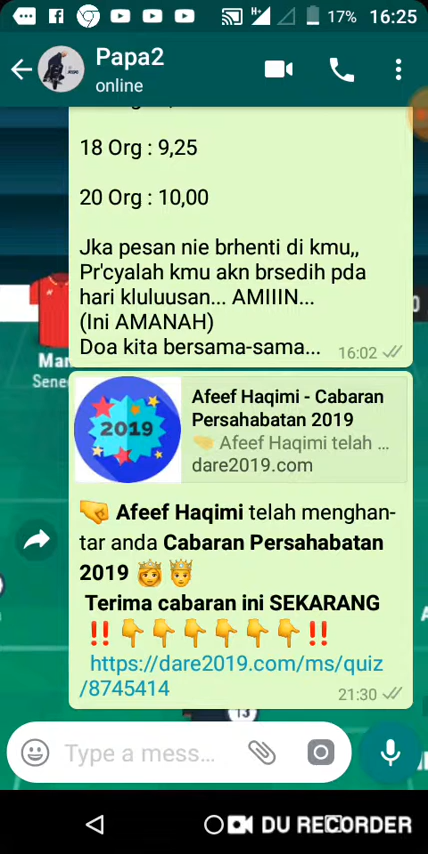 17% 16:25
Papa2
online
18 Org : 9,25
20 Org : 10,00
Jka pesan nie brhenti di kmu,,
Pr'cyalah kmu akn brsedih pda
hari kluluusan... AMIIIN...
(Ini AMANAH)
Doa kita bersama-sama...
16:02
2019
Afeef Haqimi - Cabaran
Persahabatan 2019
🤜 Afeef Haqimi telah ...
dare2019.com
🤜 Afeef Haqimi telah menghan-
tar anda Cabaran Persahabatan
2019 👸🤴
Terima cabaran ini SEKARANG
‼️👇👇👇👇👇👇‼️
https://dare2019.com/ms/quiz
/8745414
21:30
Type a mess...
13
DU RECORDER